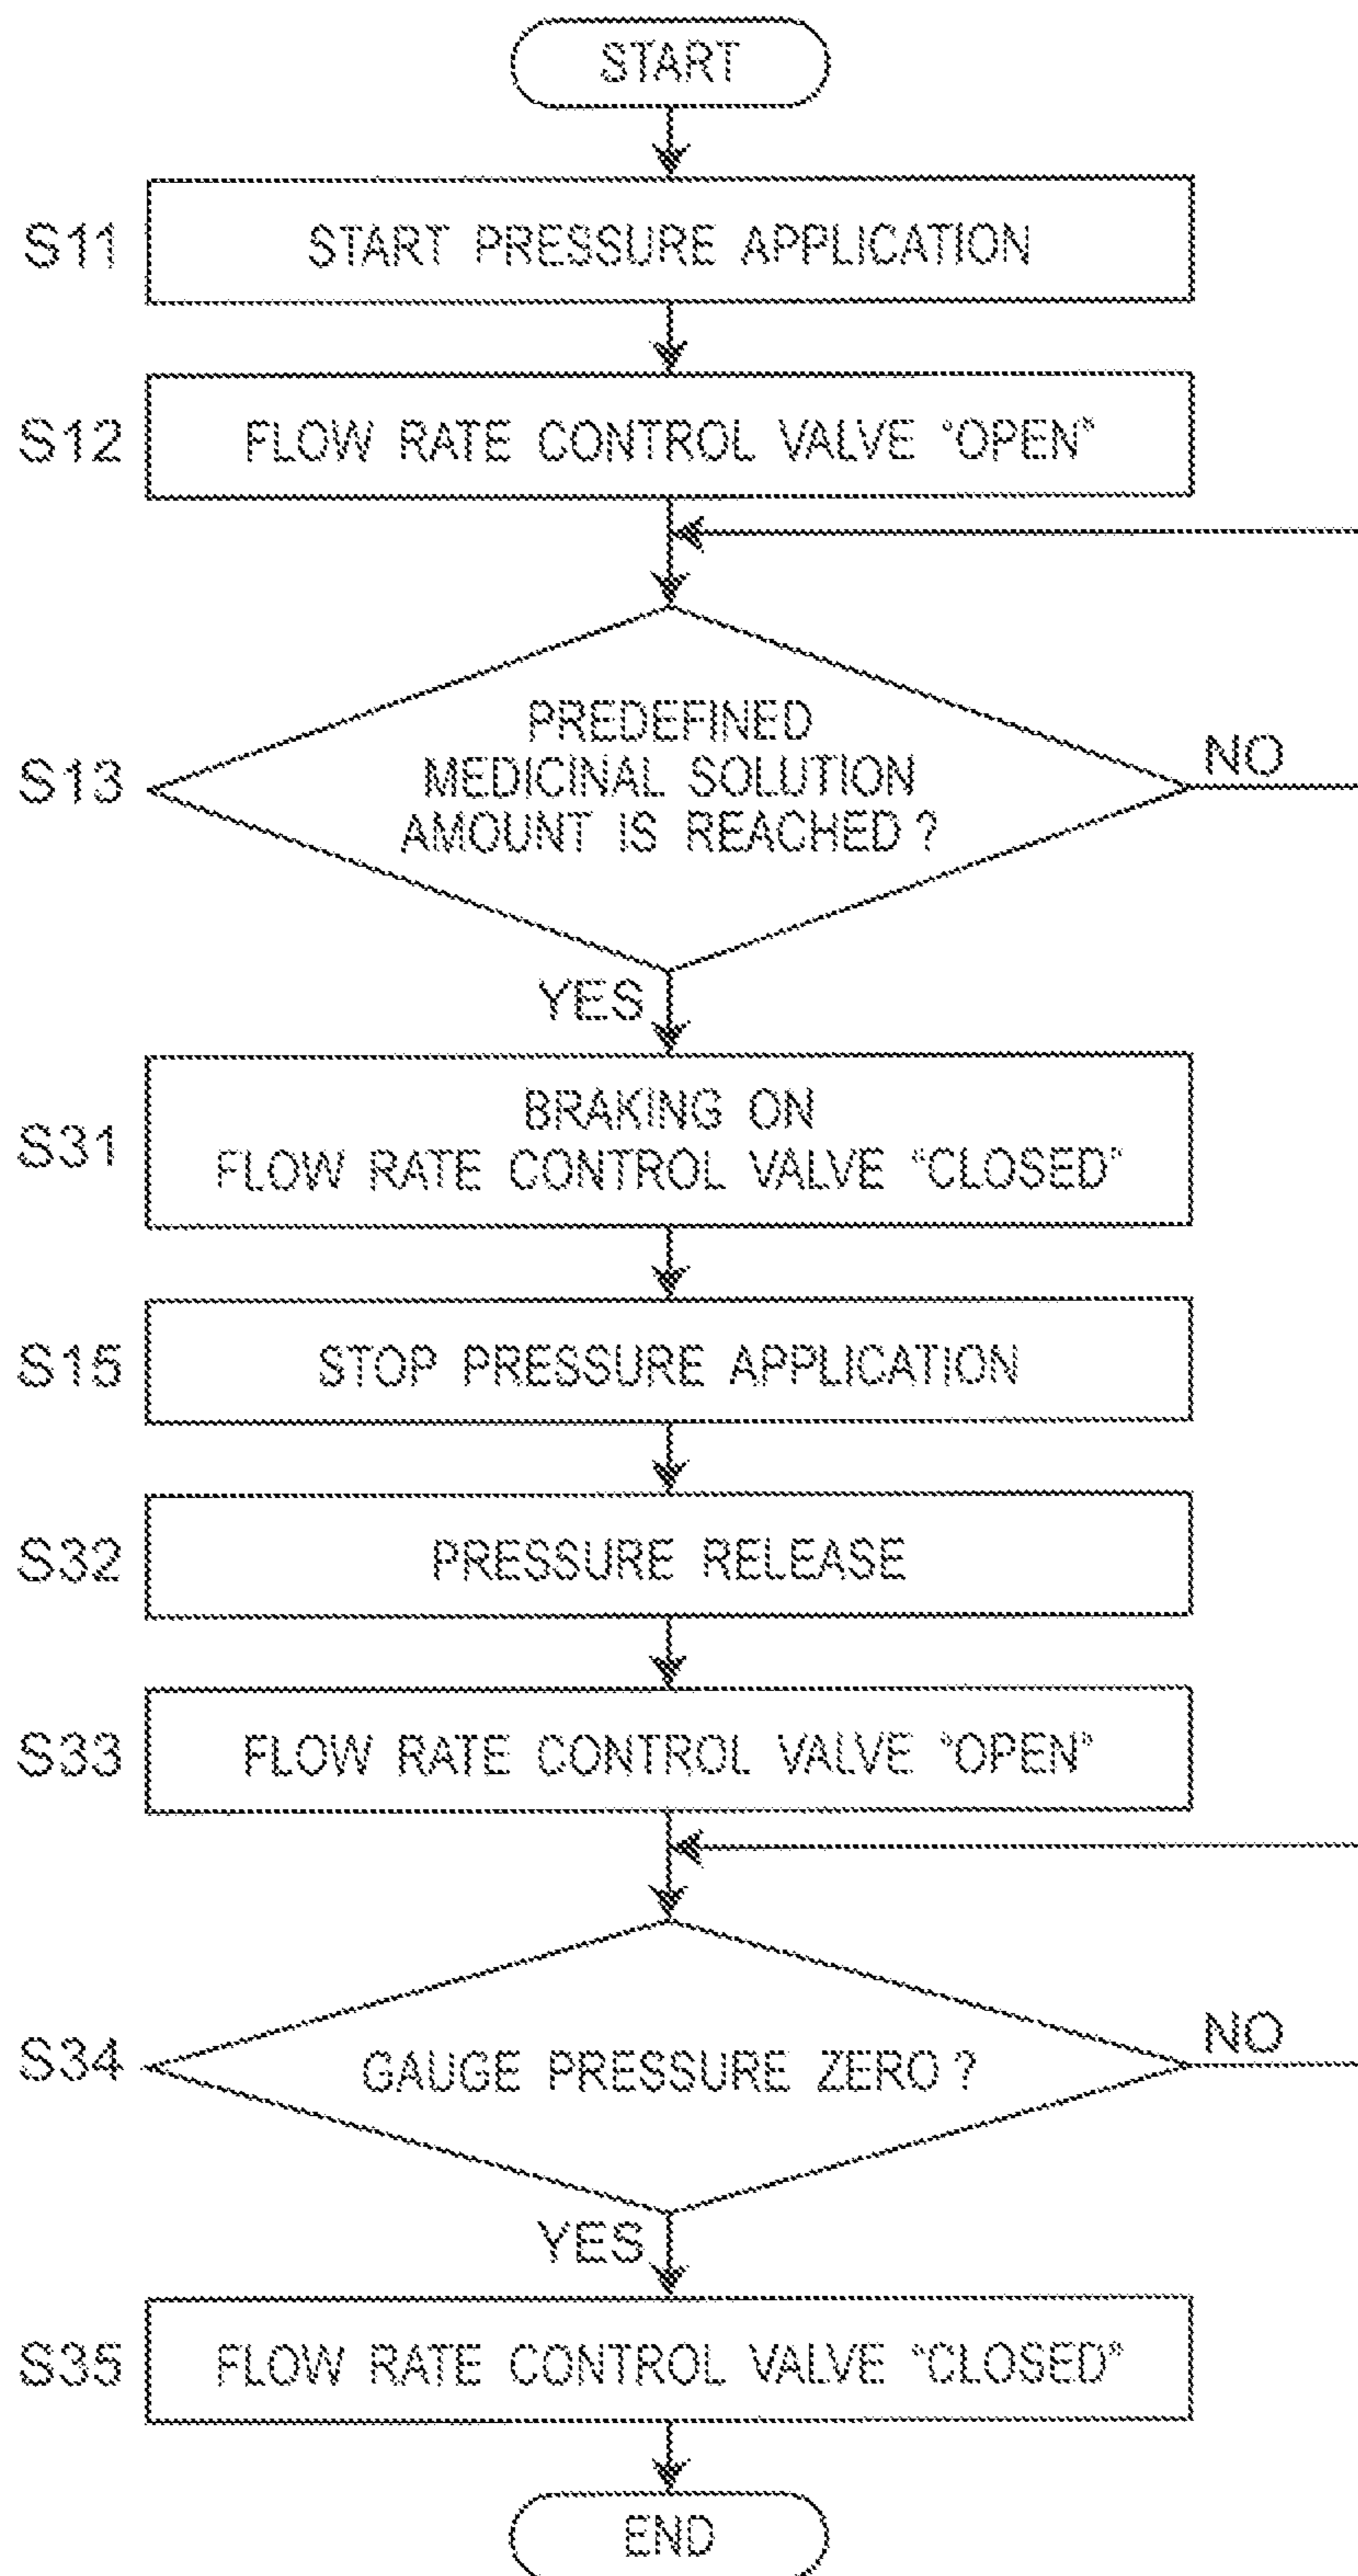 START
S11
START PRESSURE APPLICATION
S12
FLOW RATE CONTROL VALVE "OPEN"
S13
PREDEFINED
MEDICINAL SOLUTION
AMOUNT IS REACHED ?
NO
YES
S31
BRAKING ON
FLOW RATE CONTROL VALVE "CLOSED"
S15
STOP PRESSURE APPLICATION
S32
PRESSURE RELEASE
S33
FLOW RATE CONTROL VALVE "OPEN"
S34
GAUGE PRESSURE ZERO ?
NO
YES
S35
FLOW RATE CONTROL VALVE "CLOSED"
END